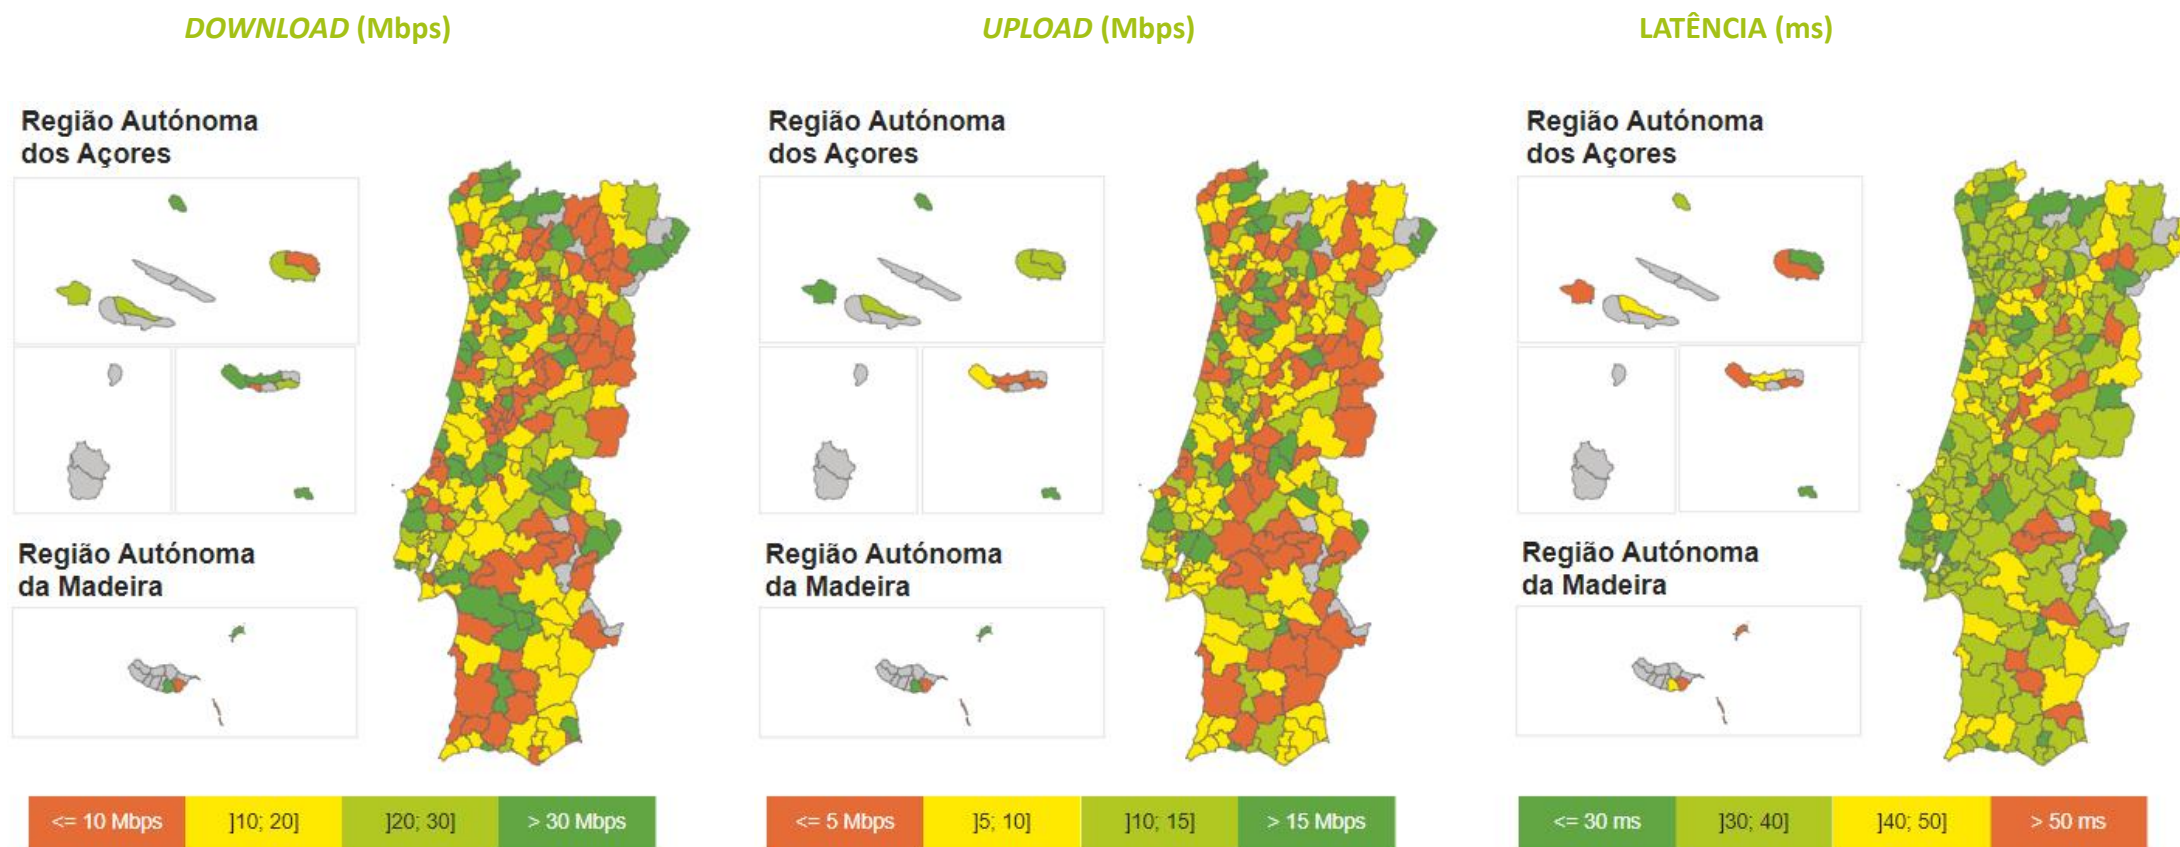 DOWNLOAD (Mbps)
UPLOAD (Mbps)
LATÊNCIA (ms)
Região Autónoma
dos Açores
Região Autónoma
da Madeira
<= 10 Mbps
]10; 20]
]20; 30]
> 30 Mbps
Região Autónoma
dos Açores
Região Autónoma
da Madeira
<= 5 Mbps
]5; 10]
]10; 15]
> 15 Mbps
Região Autónoma
dos Açores
Região Autónoma
da Madeira
<= 30 ms
]30; 40]
]40; 50]
> 50 ms